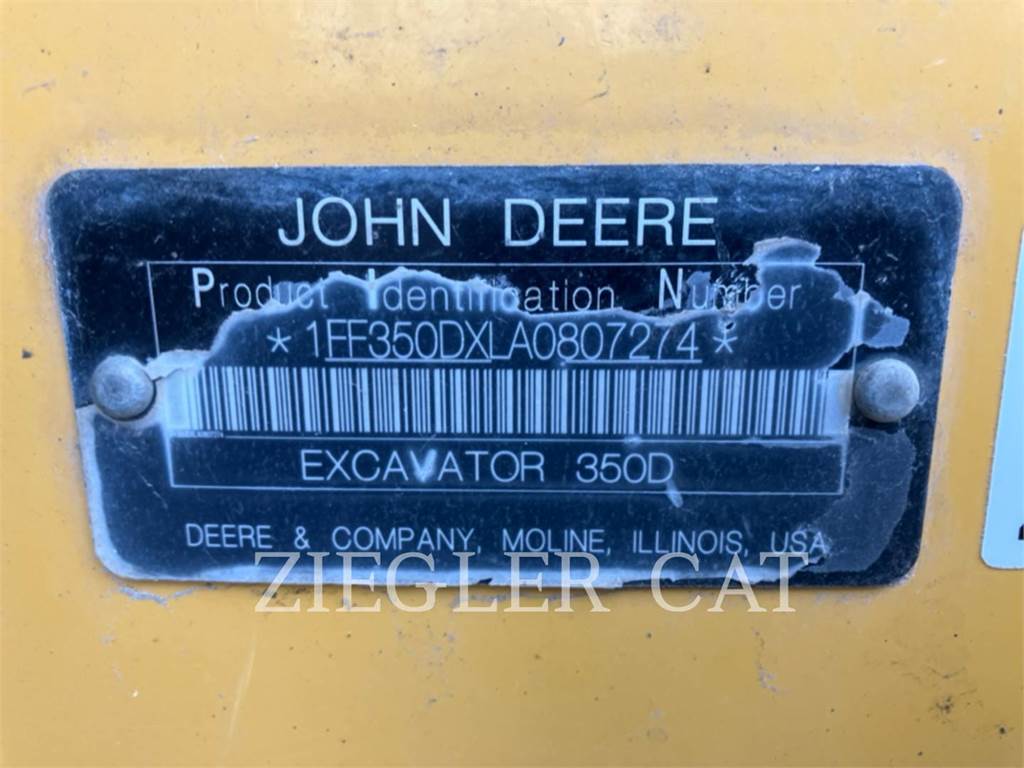 JOHN DEERE
Product Identification Number
*1FF350DXLA0807274*
EXCAVATOR 350D
DEERE & COMPANY, MOLINE, ILLINOIS, USA
ZIEGLER CAT